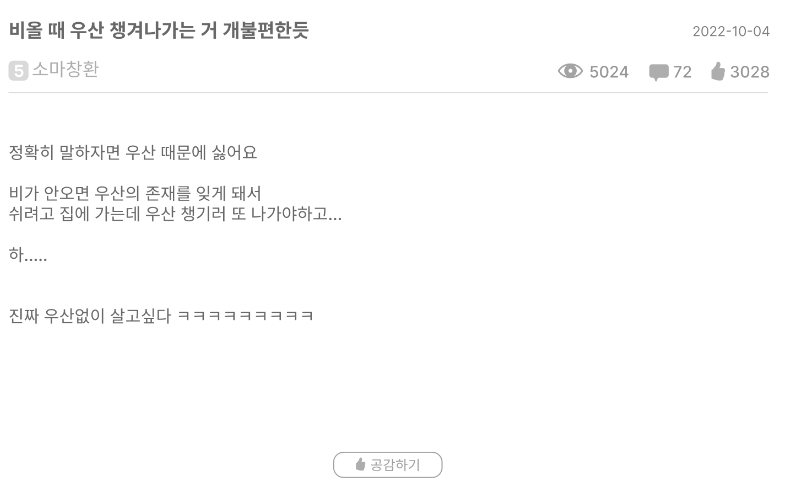 비올 때 우산 챙겨나가는 거 개불편한듯
2022-10-04
5 소마창환
5024 72 3028
정확히 말하자면 우산 때문에 싫어요
비가 안오면 우산의 존재를 잊게 돼서
쉬려고 집에 가는데 우산 챙기러 또 나가야하고...
하.....
진짜 우산없이 살고싶다 ㅋㅋㅋㅋㅋㅋㅋㅋㅋ
공감하기